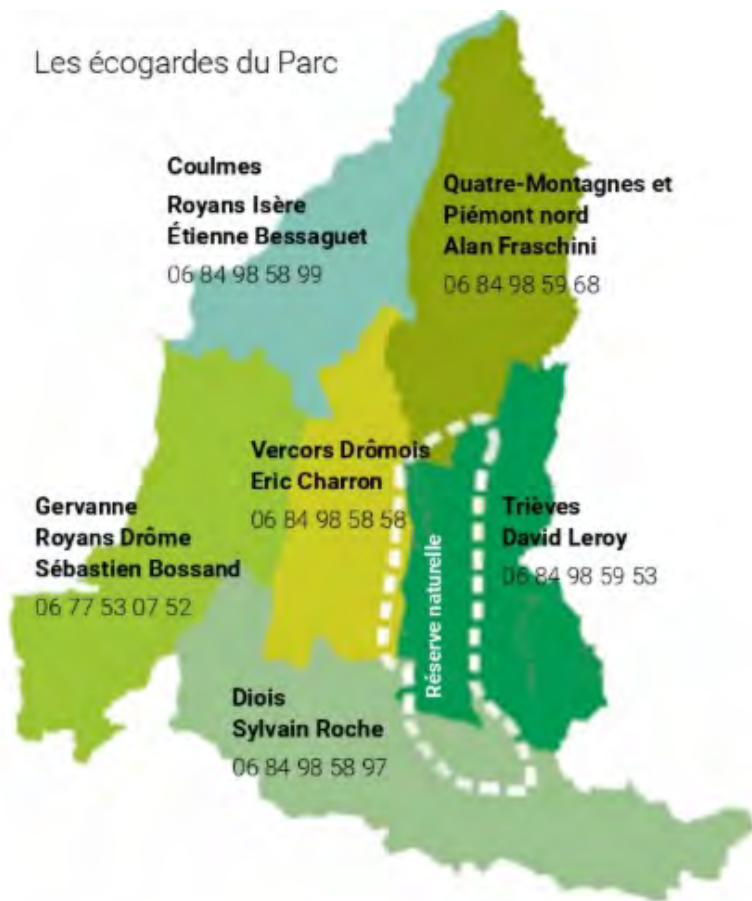 Les écogardes du Parc
Coulmes
Royans Isère
Étienne Bessaguet
06 84 98 58 99
Quatre-Montagnes et
Piémont nord
Alan Fraschini
06 84 98 59 68
Vercors Drômois
Eric Charron
06 84 98 58 58
Gervanne
Royans Drôme
Sébastien Bossand
06 77 53 07 52
Trièves
David Leroy
06 84 98 59 53
Réserve naturelle
Diois
Sylvain Roche
06 84 98 58 97